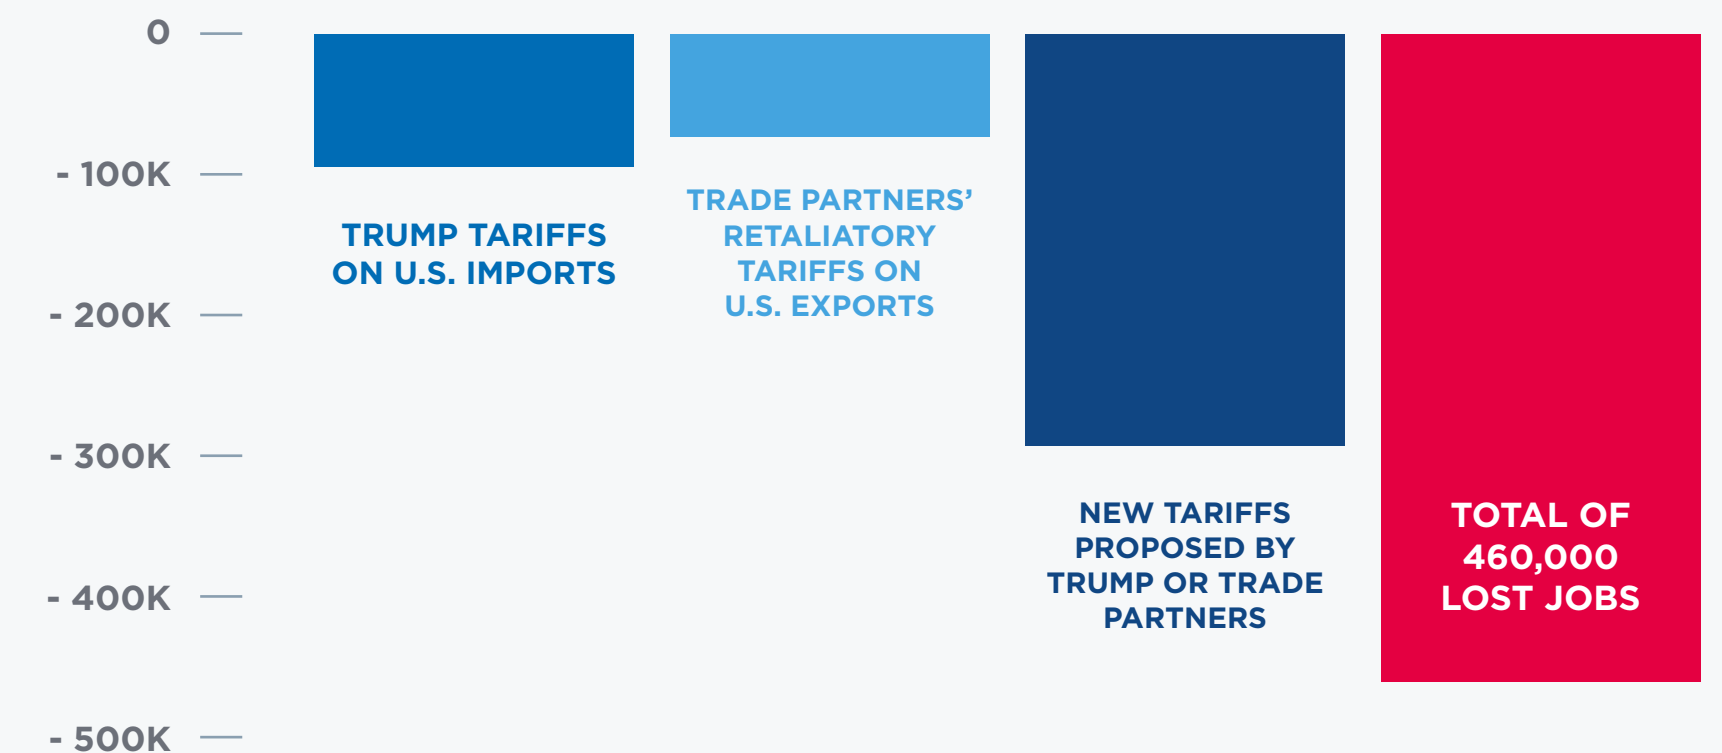 0
- 100K
- 200K
- 300K
- 400K
- 500K
TRUMP TARIFFS
ON U.S. IMPORTS
TRADE PARTNERS’
RETALIATORY
TARIFFS ON
U.S. EXPORTS
NEW TARIFFS
PROPOSED BY
TRUMP OR TRADE
PARTNERS
TOTAL OF
460,000
LOST JOBS